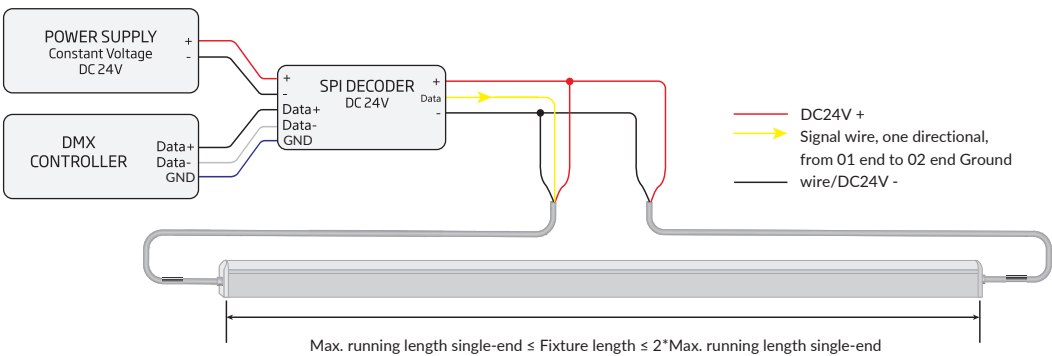 POWER SUPPLY
Constant Voltage
DC 24V
+
-
DMX
CONTROLLER
Data+
Data-
GND
+
-
Data+
Data-
GND
SPI DECODER
DC 24V
+
Data
-
DC24V +
Signal wire, one directional,
from 01 end to 02 end Ground
wire/DC24V -
Max. running length single-end ≤ Fixture length ≤ 2*Max. running length single-end